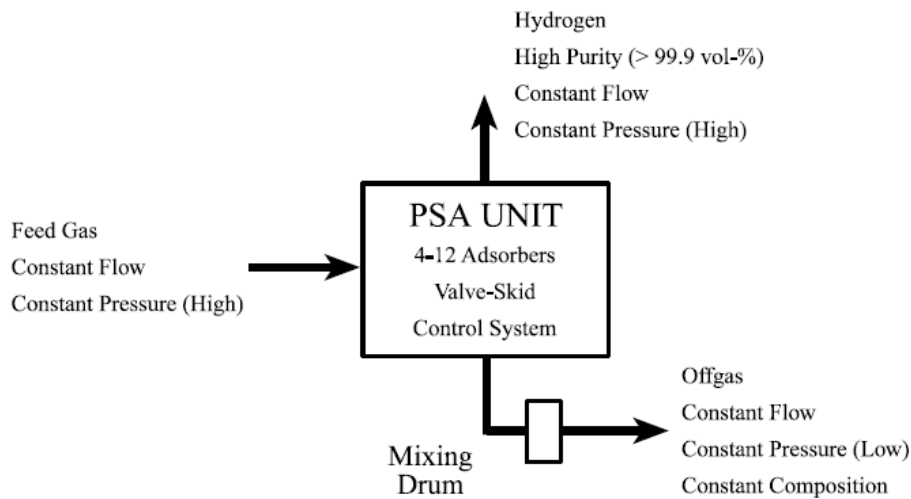 Hydrogen
High Purity (> 99.9 vol-%)
Constant Flow
Constant Pressure (High)
Feed Gas
Constant Flow
Constant Pressure (High)
PSA UNIT
4-12 Adsorbers
Valve-Skid
Control System
Mixing
Drum
Offgas
Constant Flow
Constant Pressure (Low)
Constant Composition